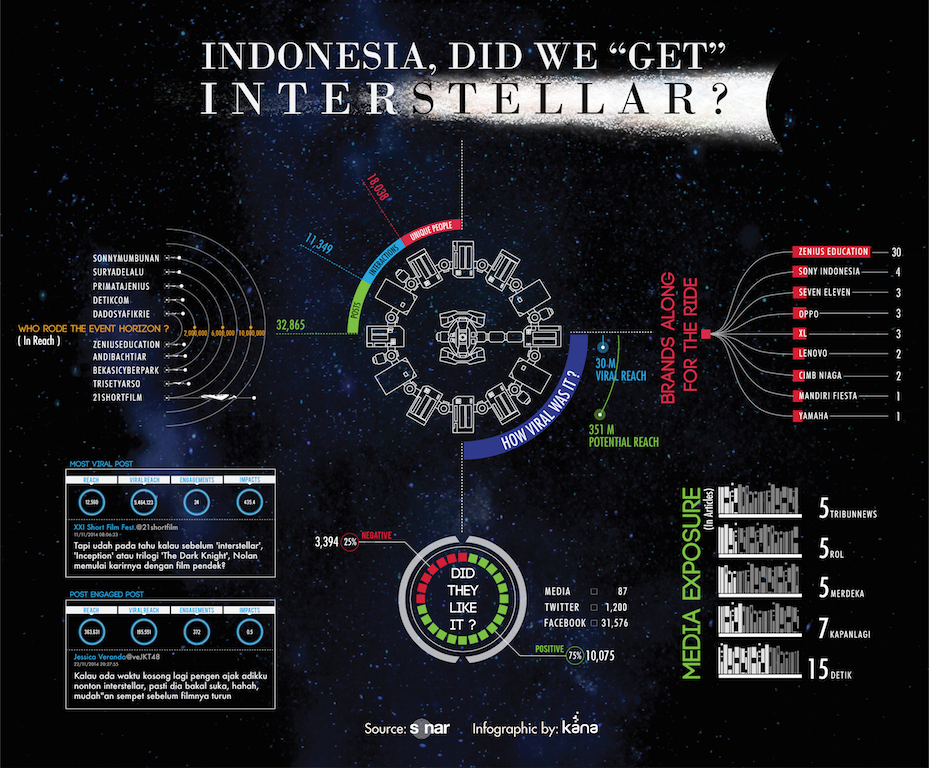 INDONESIA, DID WE “GET”
INTERSTELLAR?
18,038
UNIQUE PEOPLE
11,349
INTERACTIONS
32,865
POSTS
SONNYMUMBUNAN
SURYADELALU
PRIMATAJENIUS
DETIKCOM
DADOSYAFIKRIE
WHO RODE THE EVENT HORIZON ?
( In Reach )
2,000,000 6,000,000 10,000,000
ZENIUSEDUCATION
ANDIBACHTIAR
BEKASICYBERPARK
TRISETYARSO
21SHORTFILM
HOW VIRAL WAS IT ?
30 M
VIRAL REACH
351 M
POTENTIAL REACH
BRANDS ALONG
FOR THE RIDE
ZENIUS EDUCATION 30
SONY INDONESIA 4
SEVEN ELEVEN 3
OPPO 3
XL 3
LENOVO 2
CIMB NIAGA 2
MANDIRI FIESTA 1
YAMAHA 1
MOST VIRAL POST
REACH VIRALREACH ENGAGEMENTS IMPACTS
12,560 5,464,123 24 435.4
XXI Short Film Fest.@21shortfilm
11/11/2014 08:06:33
Tapi udah pada tahu kalau sebelum 'interstellar',
'Inception' atau trilogi 'The Dark Knight', Nolan
memulai karirnya dengan film pendek?
POST ENGAGED POST
REACH VIRALREACH ENGAGEMENTS IMPACTS
363,631 195,551 372 0.5
Jessica Veranda@veJKT48
22/11/2014 20:27:55
Kalau ada waktu kosong lagi pengen ajak adikku
nonton interstellar, pasti dia bakal suka, hahah,
mudah"an sempet sebelum filmnya turun
3,394 25% NEGATIVE
DID
THEY
LIKE
IT ?
POSITIVE 75% 10,075
MEDIA 87
TWITTER 1,200
FACEBOOK 31,576
MEDIA EXPOSURE
(In Articles)
5 TRIBUNNEWS
5 ROL
5 MERDEKA
7 KAPANLAGI
15 DETIK
Source: sonar Infographic by: kana